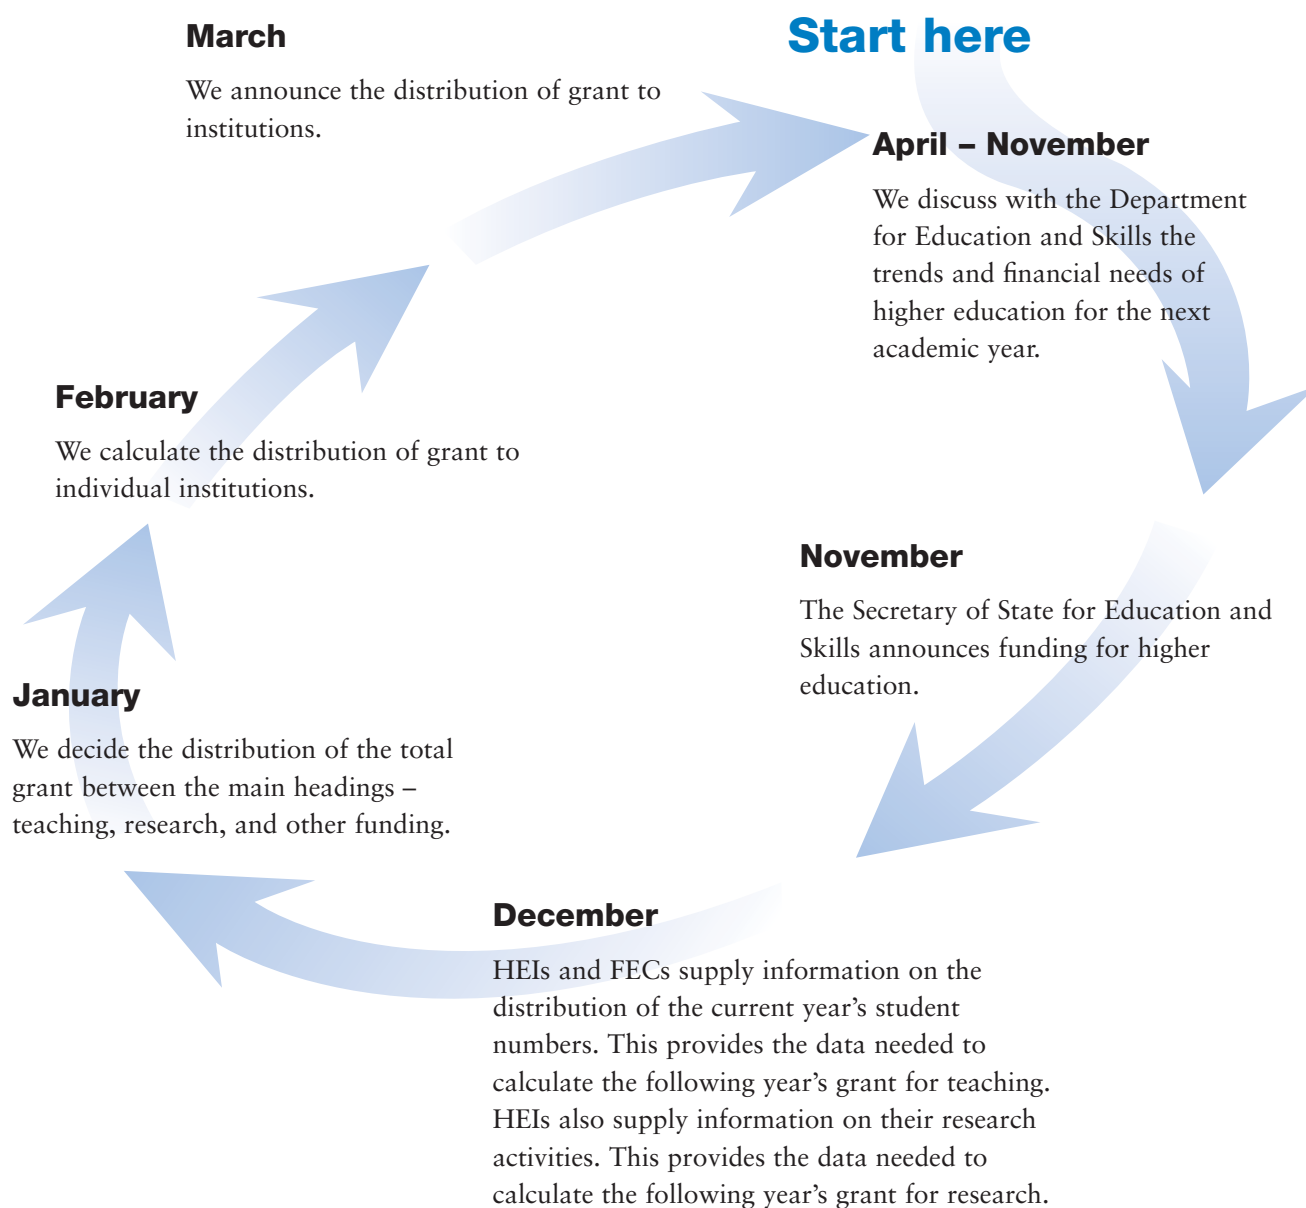 Start here
April – November
We discuss with the Department
for Education and Skills the
trends and financial needs of
higher education for the next
academic year.
November
The Secretary of State for Education and
Skills announces funding for higher
education.
December
HEIs and FECs supply information on the
distribution of the current year’s student
numbers. This provides the data needed to
calculate the following year’s grant for teaching.
HEIs also supply information on their research
activities. This provides the data needed to
calculate the following year’s grant for research.
January
We decide the distribution of the total
grant between the main headings –
teaching, research, and other funding.
February
We calculate the distribution of grant to
individual institutions.
March
We announce the distribution of grant to
institutions.